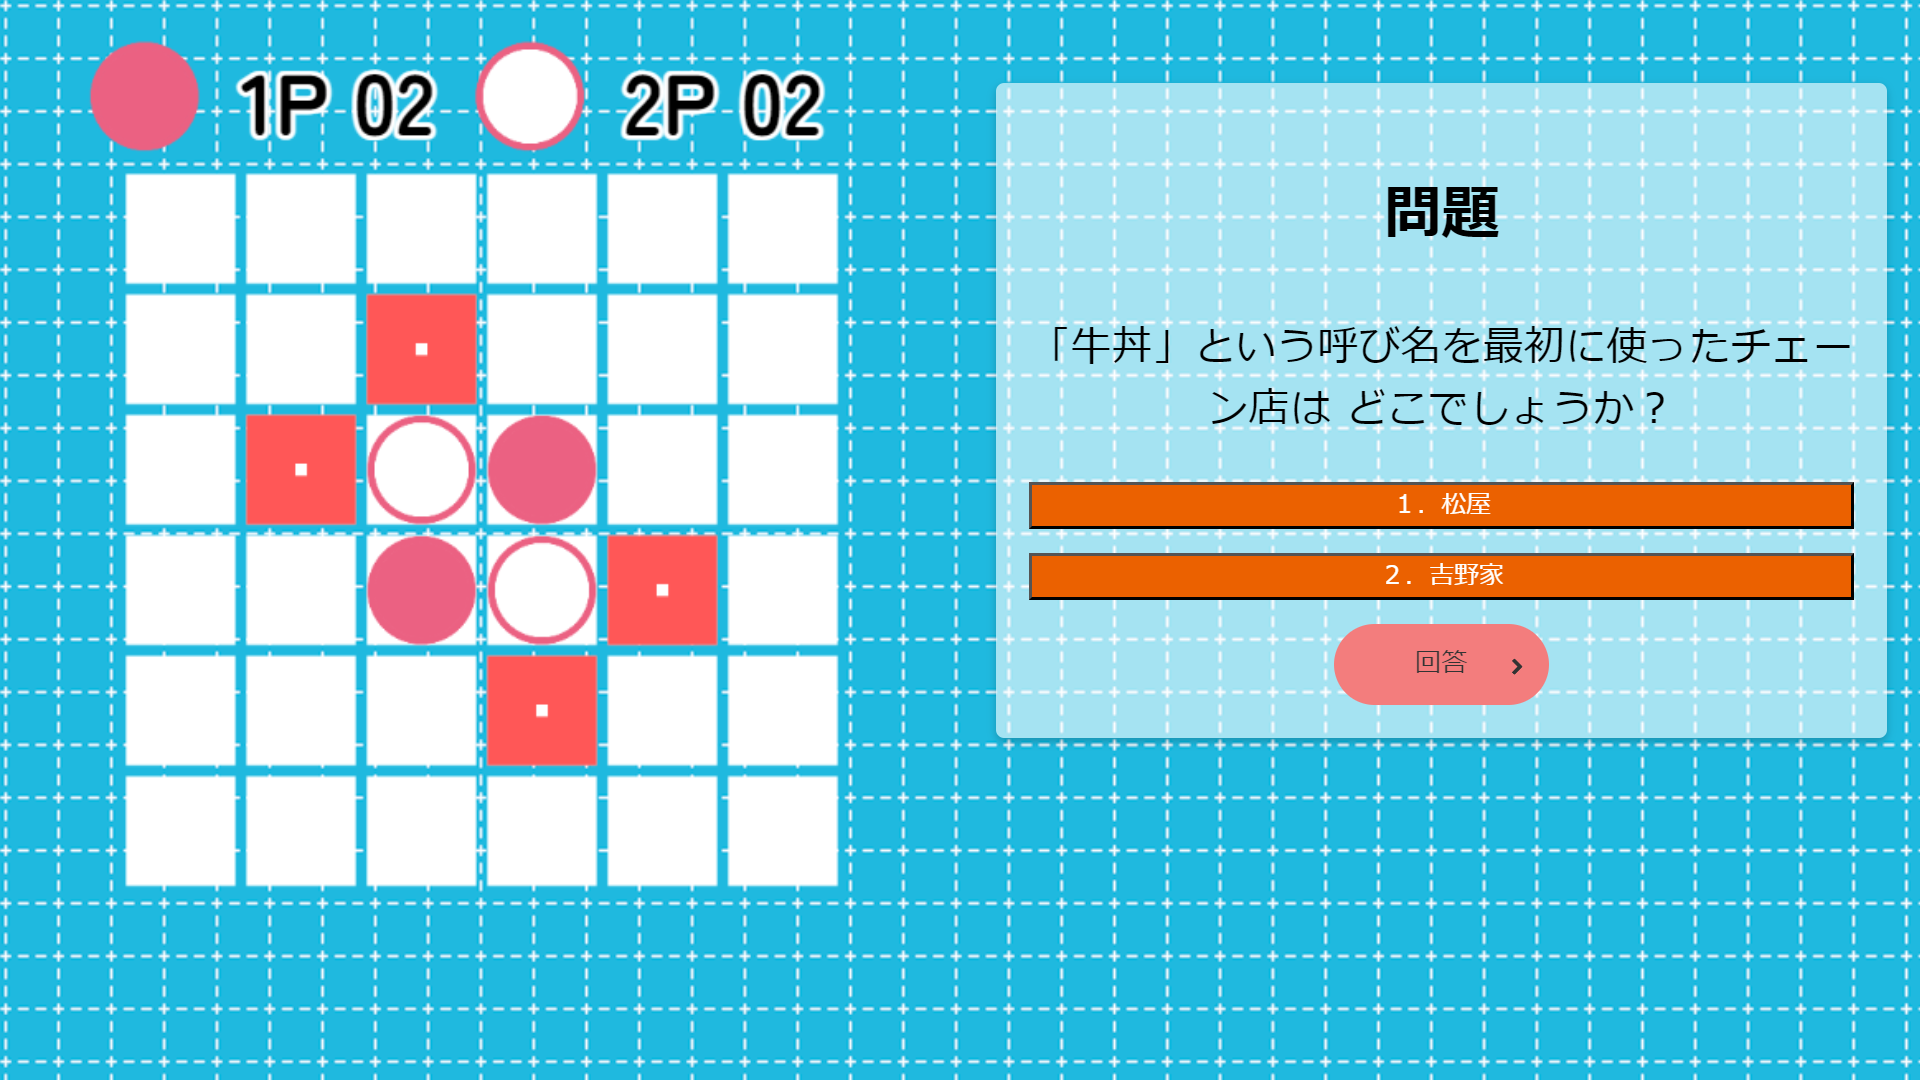 1P 02 2P 02
問題
「牛丼」という呼び名を最初に使ったチェー
ン店は どこでしょうか？
1. 松屋
2. 吉野家
回答